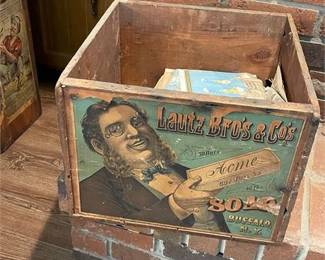 Lautz Bro's & Co's
Acme
SOAP
BUFFALO
N.Y.